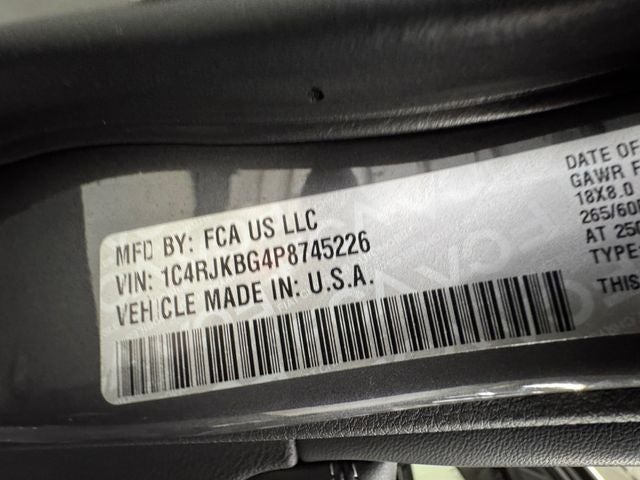 MFD BY: FCA US LLC
VIN: 1C4RJKBG4P8745226
VEHICLE MADE IN: U.S.A.
DATE OF
GAWR F
18X8.0
265/60
AT 250
TYPE
THIS